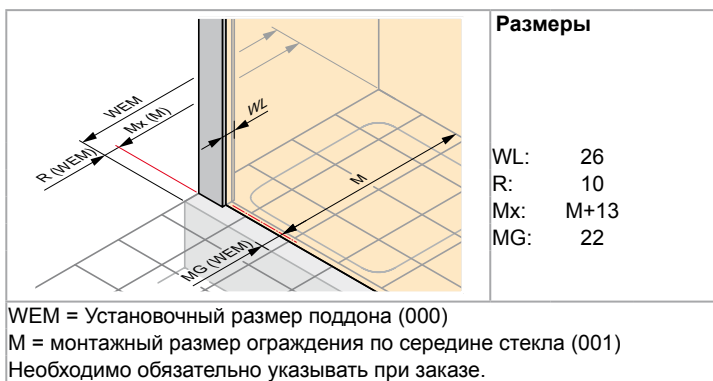 Размеры
WEM
Mx (M)
R (WEM)
WL
M
MG (WEM)
WL: 26
R: 10
Mx: M+13
MG: 22
WEM = Установочный размер поддона (000)
M = монтажный размер ограждения по середине стекла (001)
Необходимо обязательно указывать при заказе.